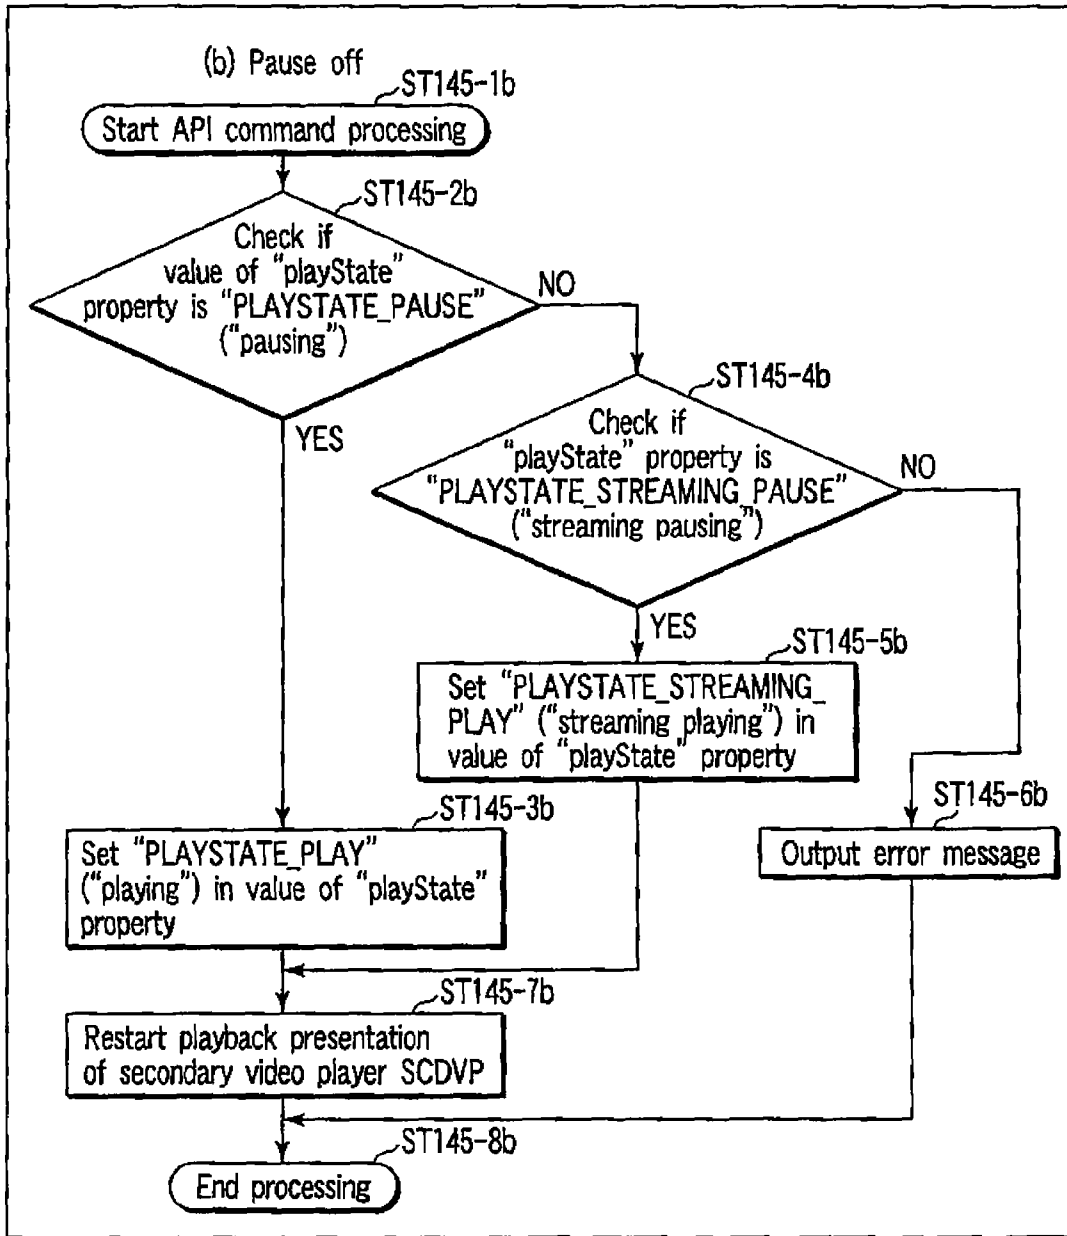 (b) Pause off
ST145-1b
Start API command processing
ST145-2b
Check if
value of “playState”
property is “PLAYSTATE_PAUSE”
(“pausing”)
NO
YES
ST145-4b
Check if
“playState” property is
“PLAYSTATE_STREAMING_PAUSE”
(“streaming pausing”)
NO
YES
ST145-5b
Set “PLAYSTATE_STREAMING_
PLAY” (“streaming playing”) in
value of “playState” property
ST145-3b
Set “PLAYSTATE_PLAY”
(“playing”) in value of “playState”
property
ST145-6b
Output error message
ST145-7b
Restart playback presentation
of secondary video player SCDVP
ST145-8b
End processing